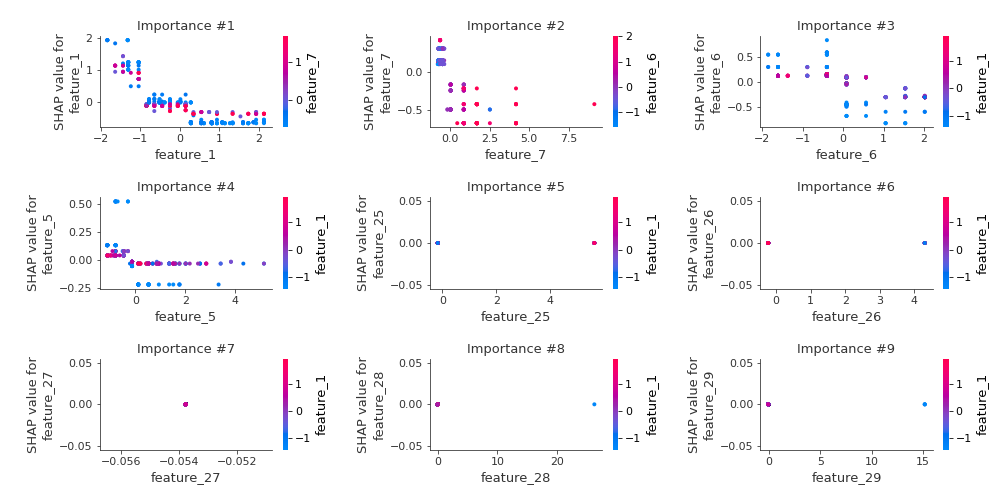 Importance #1
SHAP value for
feature_1
2
1
0
−2
−1
0
1
2
feature_1
1
0
feature_7
Importance #2
SHAP value for
feature_7
0.0
−0.5
0.0
2.5
5.0
7.5
feature_7
2
1
0
−1
feature_6
Importance #3
SHAP value for
feature_6
0.5
0.0
−0.5
−2
−1
0
1
2
feature_6
1
0
−1
feature_1
Importance #4
SHAP value for
feature_5
0.50
0.25
0.00
−0.25
0
2
4
feature_5
1
0
−1
feature_1
Importance #5
SHAP value for
feature_25
0.05
0.00
−0.05
0
2
4
feature_25
1
0
−1
feature_1
Importance #6
SHAP value for
feature_26
0.05
0.00
−0.05
0
1
2
3
4
feature_26
1
0
−1
feature_1
Importance #7
SHAP value for
feature_27
0.05
0.00
−0.05
−0.056
−0.054
−0.052
feature_27
1
0
−1
feature_1
Importance #8
SHAP value for
feature_28
0.05
0.00
−0.05
0
10
20
feature_28
1
0
−1
feature_1
Importance #9
SHAP value for
feature_29
0.05
0.00
−0.05
0
5
10
15
feature_29
1
0
−1
feature_1